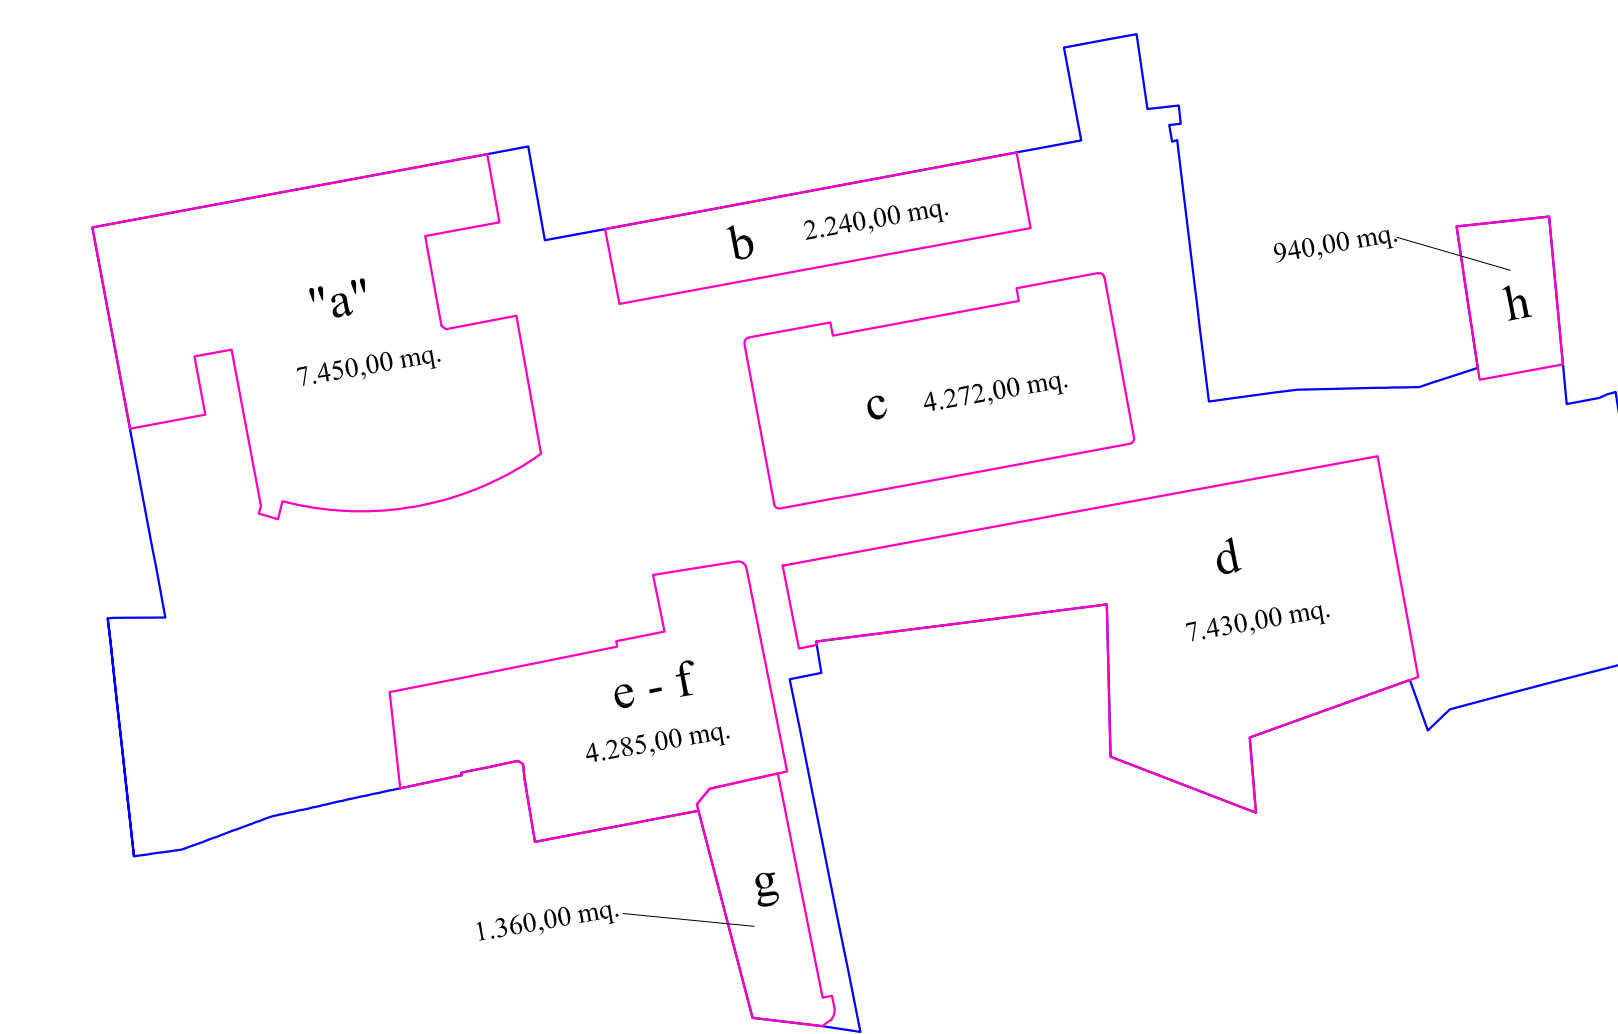 "a"
7.450,00 mq.
b 2.240,00 mq.
c 4.272,00 mq.
940,00 mq.
h
d
7.430,00 mq.
e - f
4.285,00 mq.
g
1.360,00 mq.